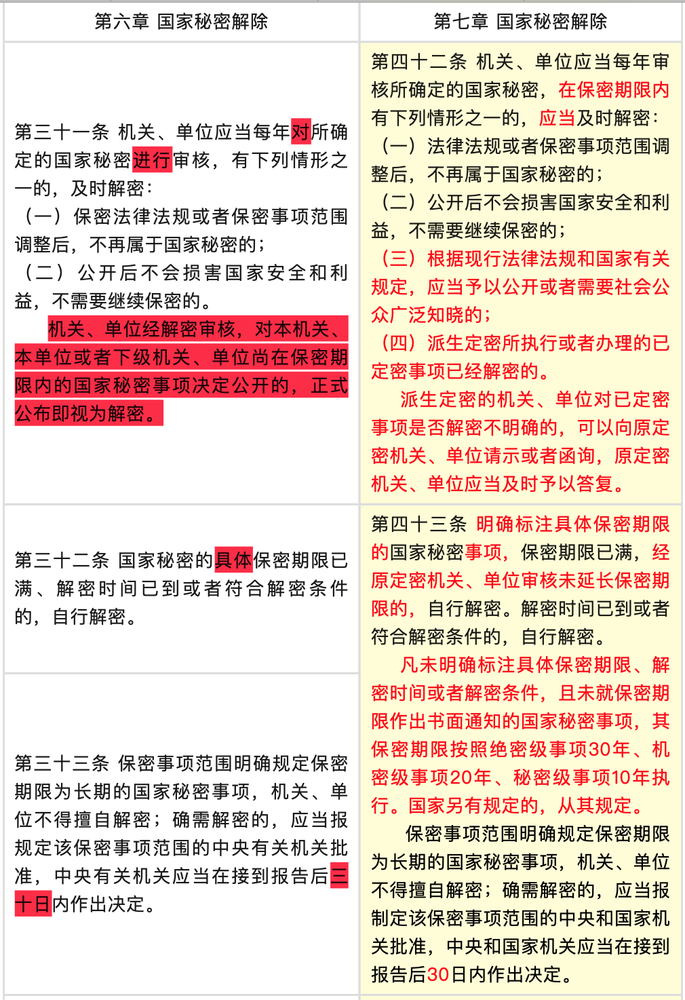 第六章 国家秘密解除
第三十一条 机关、单位应当每年对所确
定的国家秘密进行审核，有下列情形之
一的，及时解密：
（一）保密法律法规或者保密事项范围
调整后，不再属于国家秘密的；
（二）公开后不会损害国家安全和利
益，不需要继续保密的。
机关、单位经解密审核，对本机关、
本单位或者下级机关、单位尚在保密期
限内的国家秘密事项决定公开的，正式
公布即视为解密。
第三十二条 国家秘密的具体保密期限已
满、解密时间已到或者符合解密条件
的，自行解密。
第三十三条 保密事项范围明确规定保密
期限为长期的国家秘密事项，机关、单
位不得擅自解密；确需解密的，应当报
规定该保密事项范围的中央有关机关批
准，中央有关机关应当在接到报告后三
十日内作出决定。
第七章 国家秘密解除
第四十二条 机关、单位应当每年审
核所确定的国家秘密，在保密期限内
有下列情形之一的，应当及时解密：
（一）法律法规或者保密事项范围调
整后，不再属于国家秘密的；
（二）公开后不会损害国家安全和利
益，不需要继续保密的；
（三）根据现行法律法规和国家有关
规定，应当予以公开或者需要社会公
众广泛知晓的；
（四）派生定密所执行或者办理的已
定密事项已经解密的。
派生定密的机关、单位对已定密
事项是否解密不明确的，可以向原定
密机关、单位请示或者函询，原定密
机关、单位应当及时予以答复。
第四十三条 明确标注具体保密期限
的国家秘密事项，保密期限已满，经
原定密机关、单位审核未延长保密期
限的，自行解密。解密时间已到或者
符合解密条件的，自行解密。
凡未明确标注具体保密期限、解
密时间或者解密条件，且未就保密期
限作出书面通知的国家秘密事项，其
保密期限按照绝密级事项30年、机
密级事项20年、秘密级事项10年执
行。国家另有规定的，从其规定。
保密事项范围明确规定保密期限
为长期的国家秘密事项，机关、单位
不得擅自解密；确需解密的，应当报
制定该保密事项范围的中央和国家机
关批准，中央和国家机关应当在接到
报告后30日内作出决定。